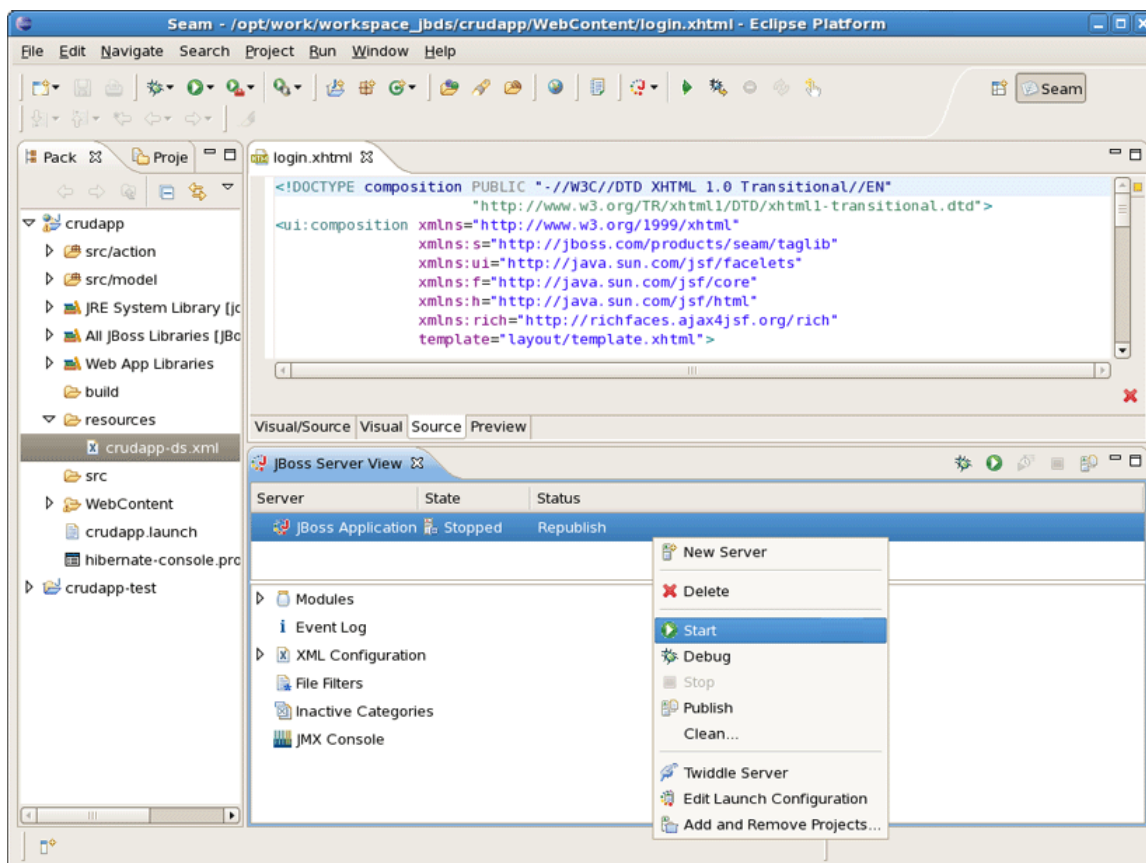 Seam - /opt/work/workspace_jbds/crudapp/WebContent/login.xhtml - Eclipse Platform
File Edit Navigate Search Project Run Window Help
Seam
Pack
Proje
login.xhtml
<!DOCTYPE composition PUBLIC "-//W3C//DTD XHTML 1.0 Transitional//EN"
"http://www.w3.org/TR/xhtml1/DTD/xhtml1-transitional.dtd">
<ui:composition xmlns="http://www.w3.org/1999/xhtml"
xmlns:s="http://jboss.com/products/seam/taglib"
xmlns:ui="http://java.sun.com/jsf/facelets"
xmlns:f="http://java.sun.com/jsf/core"
xmlns:h="http://java.sun.com/jsf/html"
xmlns:rich="http://richfaces.ajax4jsf.org/rich"
template="layout/template.xhtml">
Visual/Source Visual Source Preview
crudapp
src/action
src/model
JRE System Library [jd
All JBoss Libraries [JBo
Web App Libraries
build
resources
crudapp-ds.xml
src
WebContent
crudapp.launch
hibernate-console.pro
crudapp-test
JBoss Server View
Server State Status
JBoss Application Stopped Republish
Modules
Event Log
XML Configuration
File Filters
Inactive Categories
JMX Console
New Server
Delete
Start
Debug
Stop
Publish
Clean...
Twiddle Server
Edit Launch Configuration
Add and Remove Projects...